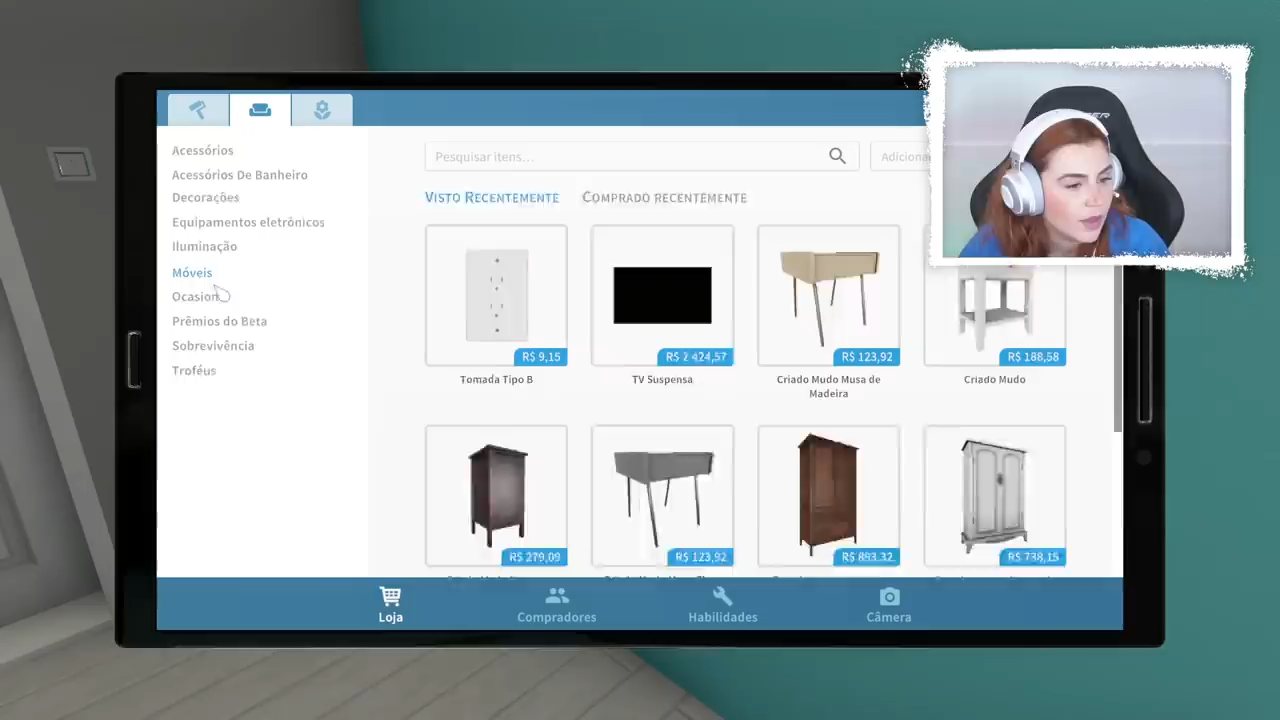 Acessórios
Acessórios De Banheiro
Decorações
Equipamentos eletrônicos
Iluminação
Móveis
Prêmios do Beta
Sobrevivência
Troféus
Pesquisar itens...
VISTO RECENTEMENTE
COMPRADO RECENTEMENTE
R$ 9,15
R$ 2 424,57
R$ 123,92
R$ 188,58
Tomada Tipo B
TV Suspensa
Criado Mudo Musa de
Madeira
Criado Mudo
R$ 279,09
R$ 123,92
R$ 893,32
R$ 738,15
Loja
Compradores
Habilidades
Câmera